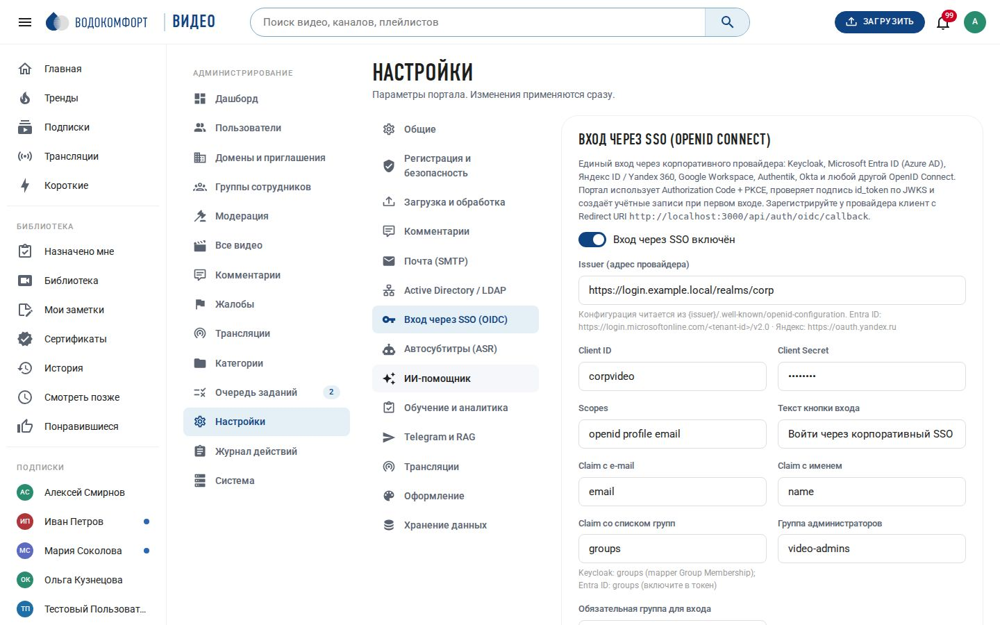 ВОДОКОМФОРТ
ВИДЕО
Поиск видео, каналов, плейлистов
ЗАГРУЗИТЬ
99
А
Главная
Тренды
Подписки
Трансляции
Короткие
БИБЛИОТЕКА
Назначено мне
Библиотека
Мои заметки
Сертификаты
История
Смотреть позже
Понравившиеся
ПОДПИСКИ
АС Алексей Смирнов
ИП Иван Петров
МС Мария Соколова
ОК Ольга Кузнецова
ТП Тестовый Пользоват...
АДМИНИСТРИРОВАНИЕ
Дашборд
Пользователи
Домены и приглашения
Группы сотрудников
Модерация
Все видео
Комментарии
Жалобы
Трансляции
Категории
Очередь заданий 2
Настройки
Журнал действий
Система
НАСТРОЙКИ
Параметры портала. Изменения применяются сразу.
Общие
Регистрация и
безопасность
Загрузка и обработка
Комментарии
Почта (SMTP)
Active Directory / LDAP
Вход через SSO (OIDC)
Автосубтитры (ASR)
ИИ-помощник
Обучение и аналитика
Telegram и RAG
Трансляции
Оформление
Хранение данных
ВХОД ЧЕРЕЗ SSO (OPENID CONNECT)
Единый вход через корпоративного провайдера: Keycloak, Microsoft Entra ID (Azure AD),
Яндекс ID / Yandex 360, Google Workspace, Authentik, Okta и любой другой OpenID Connect.
Портал использует Authorization Code + PKCE, проверяет подпись id_token по JWKS и
создаёт учётные записи при первом входе. Зарегистрируйте у провайдера клиент с
Redirect URI http://localhost:3000/api/auth/oidc/callback.
Вход через SSO включён
Issuer (адрес провайдера)
https://login.example.local/realms/corp
Конфигурация читается из {issuer}/.well-known/openid-configuration. Entra ID:
https://login.microsoftonline.com/<tenant-id>/v2.0 · Яндекс: https://oauth.yandex.ru
Client ID
Client Secret
corpvideo
••••••••
Scopes
Текст кнопки входа
openid profile email
Войти через корпоративный SSO
Claim с e-mail
Claim с именем
email
name
Claim со списком групп
Группа администраторов
groups
video-admins
Keycloak: groups (mapper Group Membership);
Entra ID: groups (включите в токен)
Обязательная группа для входа